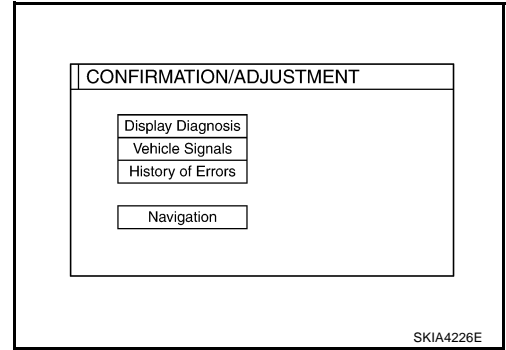 CONFIRMATION/ADJUSTMENT
Display Diagnosis
Vehicle Signals
History of Errors
Navigation
SKIA4226E